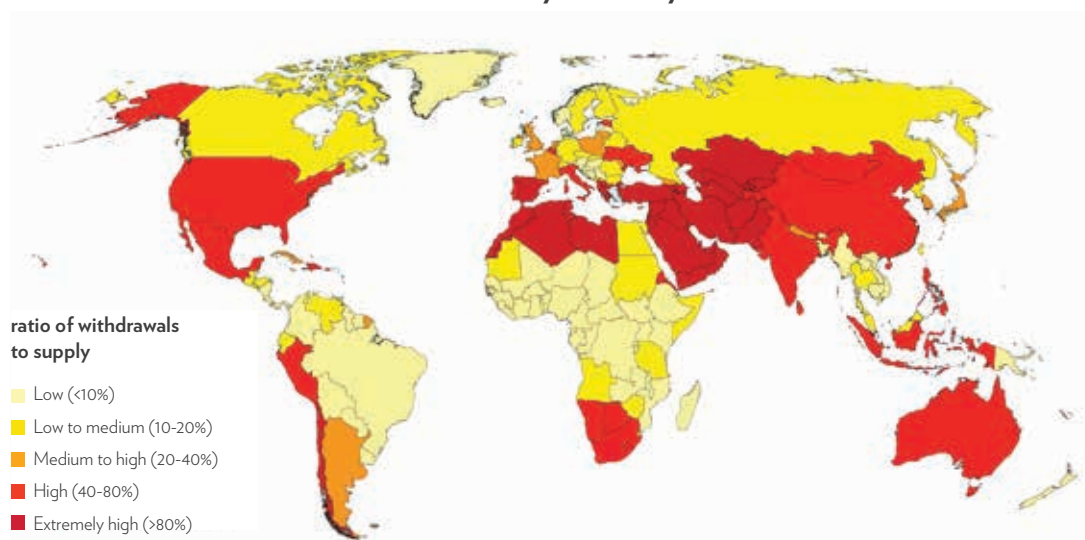 ratio of withdrawals
to supply
Low (<10%)
Low to medium (10-20%)
Medium to high (20-40%)
High (40-80%)
Extremely high (>80%)